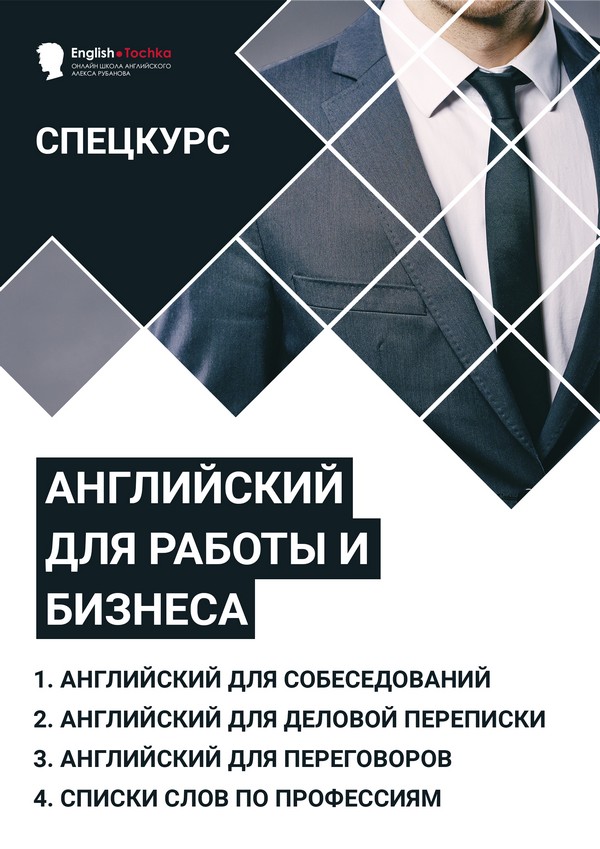 English•Tochka
ОНЛАЙН ШКОЛА АНГЛИЙСКОГО
АЛЕКСА РУБАНОВА
СПЕЦКУРС
АНГЛИЙСКИЙ
ДЛЯ РАБОТЫ И
БИЗНЕСА
1. АНГЛИЙСКИЙ ДЛЯ СОБЕСЕДОВАНИЙ
2. АНГЛИЙСКИЙ ДЛЯ ДЕЛОВОЙ ПЕРЕПИСКИ
3. АНГЛИЙСКИЙ ДЛЯ ПЕРЕГОВОРОВ
4. СПИСКИ СЛОВ ПО ПРОФЕССИЯМ